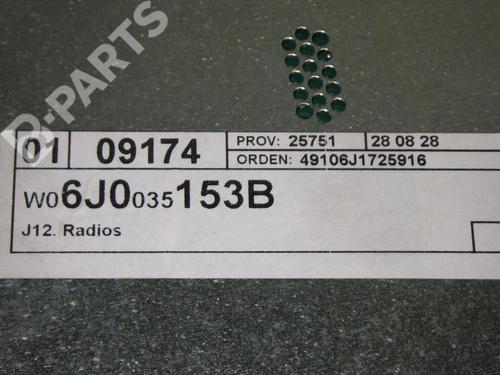 D-PARTS
01 09174 PROV: 25751 28 08 28
ORDEN: 49106J1725916
W06J0035153B
J12. Radios